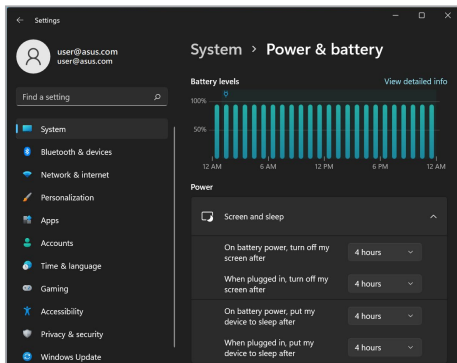 Settings
user@asus.com
user@asus.com
Find a setting
System
Bluetooth & devices
Network & internet
Personalization
Apps
Accounts
Time & language
Gaming
Accessibility
Privacy & security
Windows Update
System > Power & battery
Battery levels
View detailed info
100%
50%
12 AM 6 AM 12 PM 6 PM 12 AM
Power
Screen and sleep
On battery power, turn off my
screen after
4 hours
When plugged in, turn off my
screen after
4 hours
On battery power, put my
device to sleep after
4 hours
When plugged in, put my
device to sleep after
4 hours